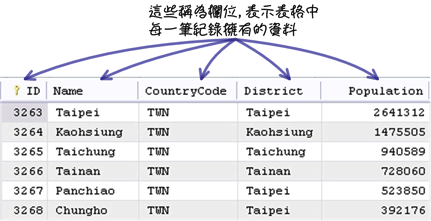 這些稱為欄位，表示表格中
每一筆紀錄擁有的資料
ID Name CountryCode District Population
3263 Taipei TWN Taipei 2641312
3264 Kaohsiung TWN Kaohsiung 1475505
3265 Taichung TWN Taichung 940589
3266 Tainan TWN Tainan 728060
3267 Panchiao TWN Taipei 523850
3268 Chungho TWN Taipei 392176